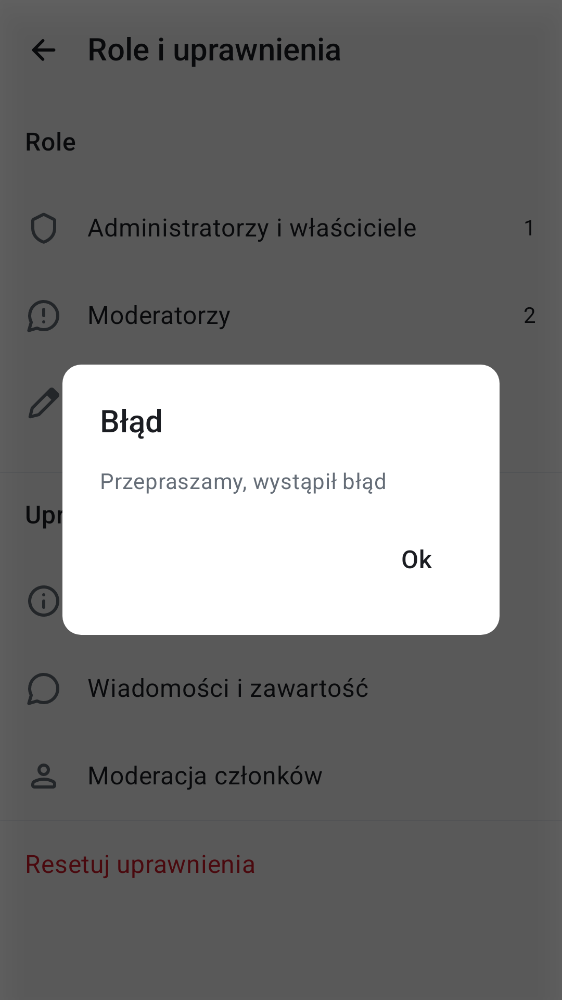 Role i uprawnienia
Role
Administratorzy i właściciele 1
Moderatorzy 2
Błąd
Przepraszamy, wystąpił błąd
Upr
Ok
Wiadomości i zawartość
Moderacja członków
Resetuj uprawnienia